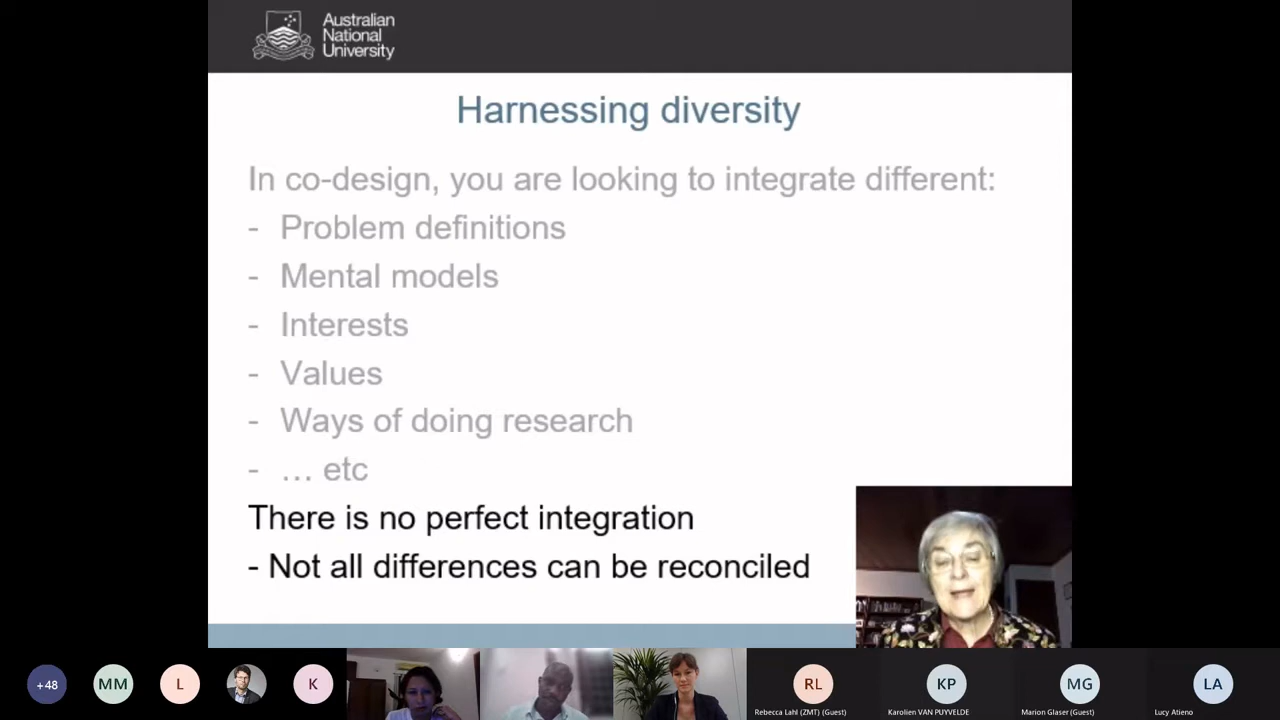 Australian
National
University
Harnessing diversity
In co-design, you are looking to integrate different:
- Problem definitions
- Mental models
- Interests
- Values
- Ways of doing research
- … etc
There is no perfect integration
- Not all differences can be reconciled
+48
MM
L
K
RL
KP
MG
LA
Rebecca Lahl (ZMT) (Guest)
Karolien VAN PUYVELDE
Marion Glaser (Guest)
Lucy Atieno